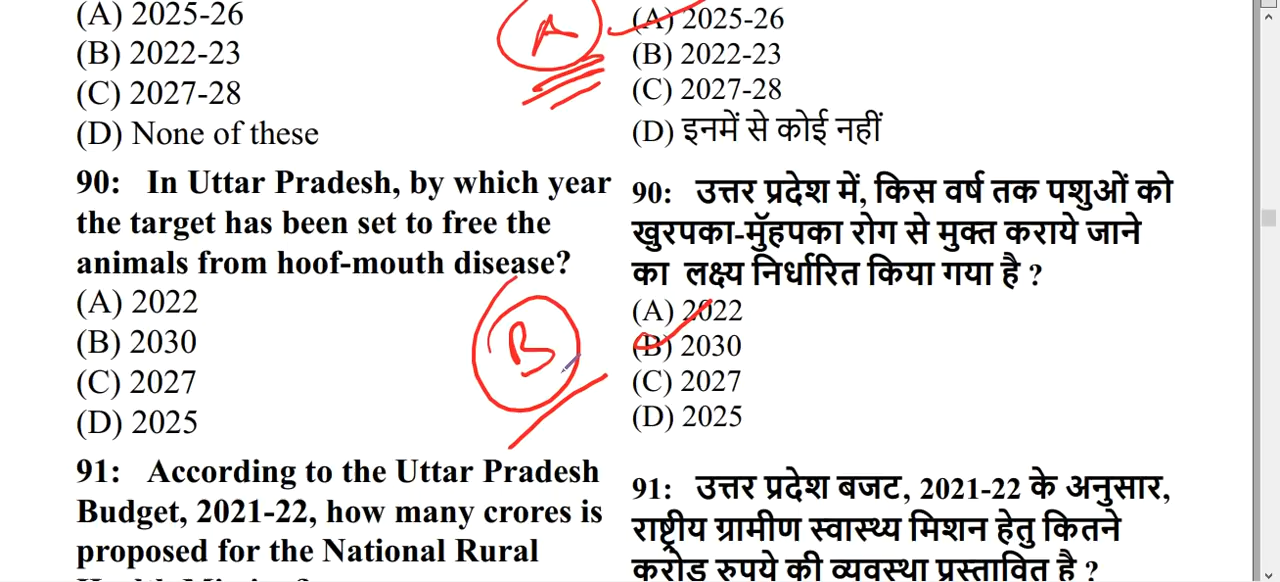 (A) 2025-26
(B) 2022-23
(C) 2027-28
(D) None of these
90: In Uttar Pradesh, by which year
the target has been set to free the
animals from hoof-mouth disease?
(A) 2022
(B) 2030
(C) 2027
(D) 2025
91: According to the Uttar Pradesh
Budget, 2021-22, how many crores is
proposed for the National Rural
A
B
(A) 2025-26
(B) 2022-23
(C) 2027-28
(D) इनमें से कोई नहीं
90: उत्तर प्रदेश में, किस वर्ष तक पशुओं को
खुरपका-मुॅहपका रोग से मुक्त कराये जाने
का लक्ष्य निर्धारित किया गया है ?
(A) 2022
(B) 2030
(C) 2027
(D) 2025
91: उत्तर प्रदेश बजट, 2021-22 के अनुसार,
राष्ट्रीय ग्रामीण स्वास्थ्य मिशन हेतु कितने
करोड़ रुपये की व्यवस्था प्रस्तावित है ?